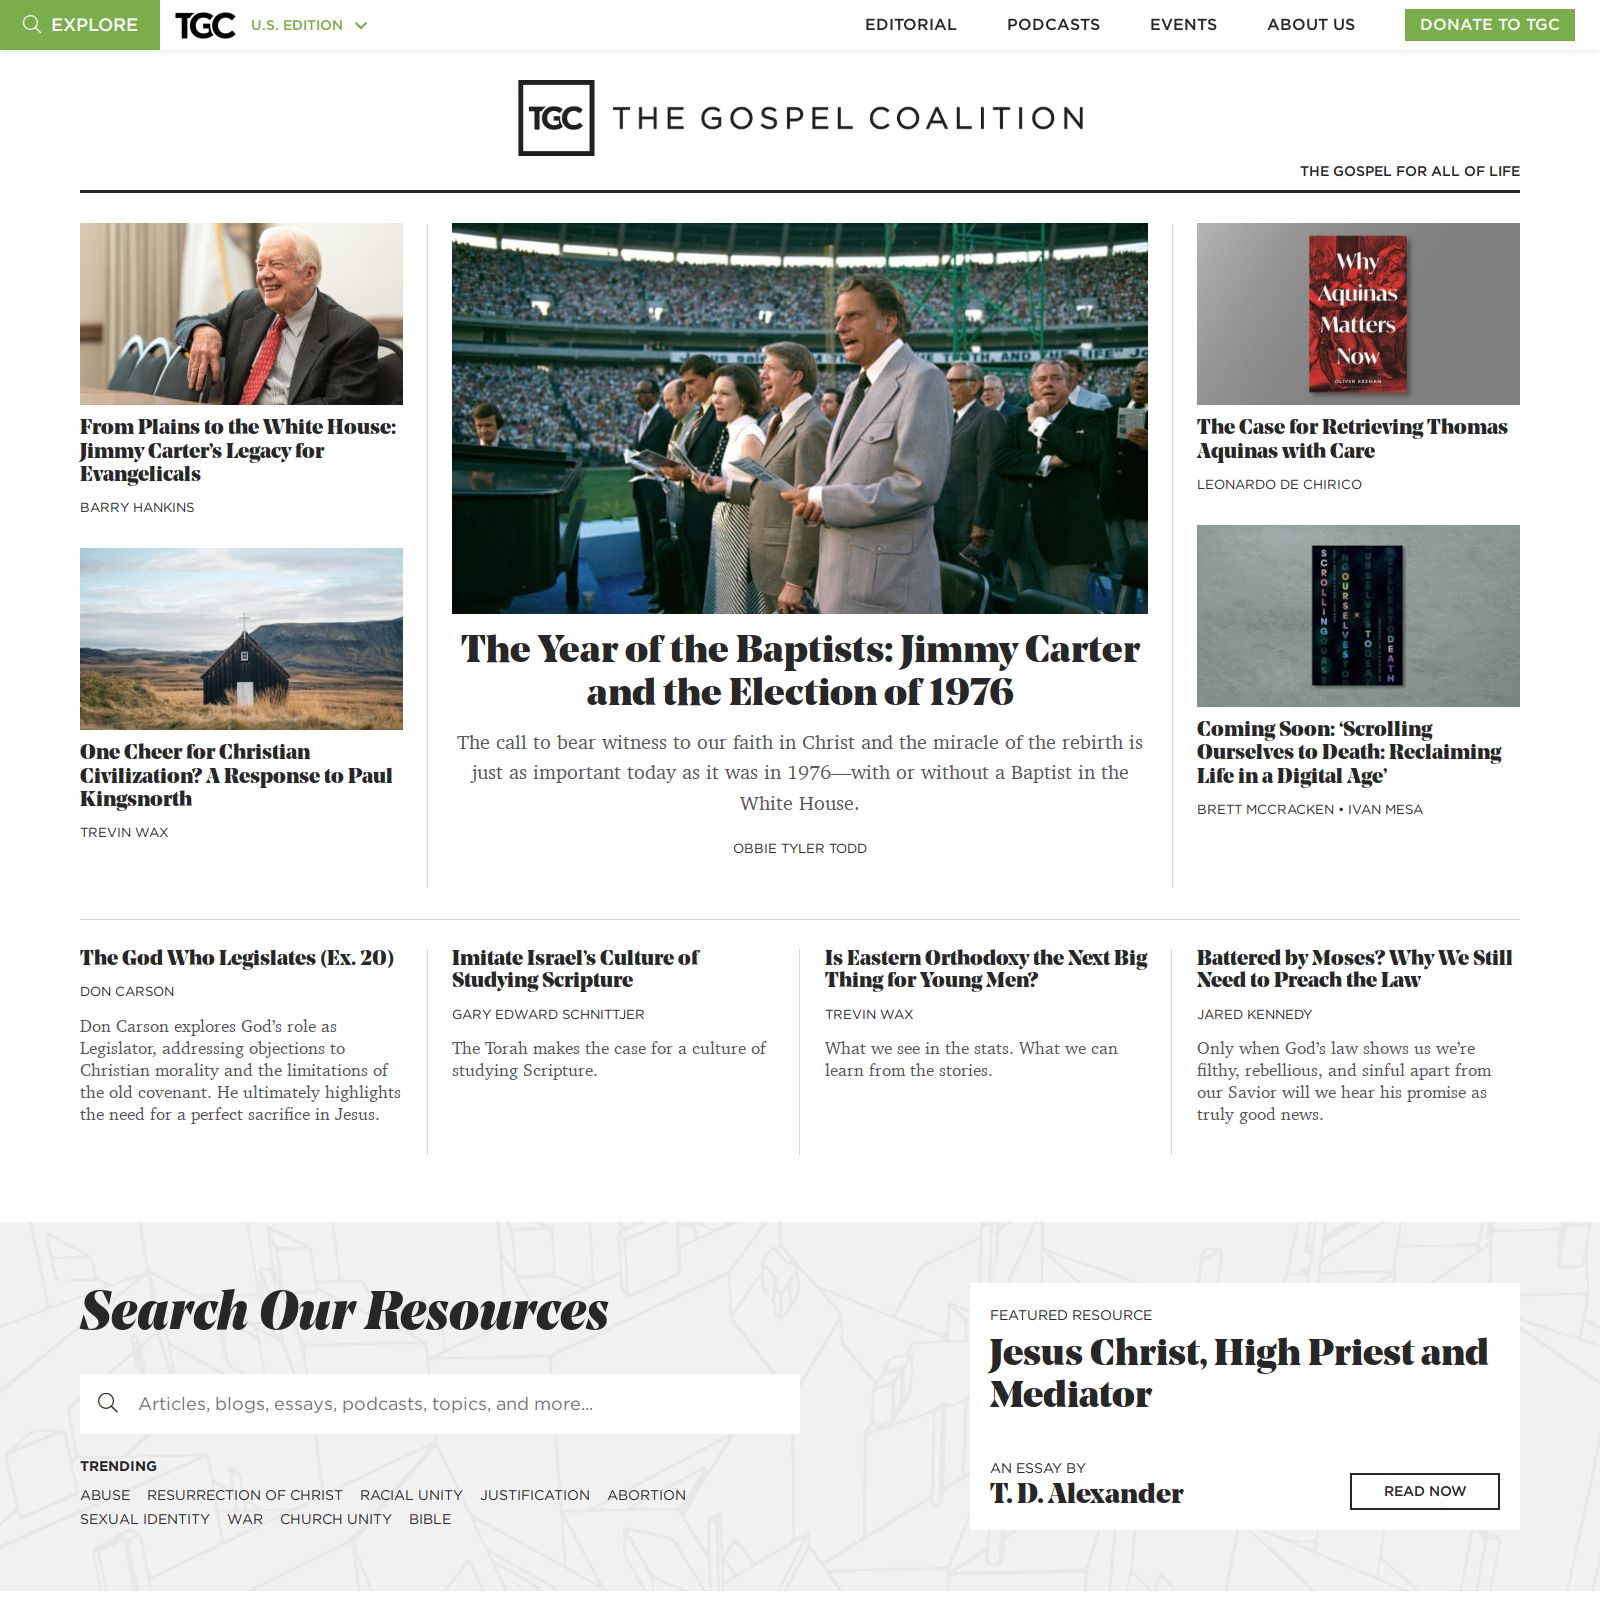 EXPLORE
TGC
U.S. EDITION
EDITORIAL
PODCASTS
EVENTS
ABOUT US
DONATE TO TGC
TGC THE GOSPEL COALITION
THE GOSPEL FOR ALL OF LIFE
From Plains to the White House:
Jimmy Carter’s Legacy for
Evangelicals
BARRY HANKINS
One Cheer for Christian
Civilization? A Response to Paul
Kingsnorth
TREVIN WAX
TRUTH, AND THE LIFE"
The Year of the Baptists: Jimmy Carter
and the Election of 1976
The call to bear witness to our faith in Christ and the miracle of the rebirth is
just as important today as it was in 1976—with or without a Baptist in the
White House.
OBBIE TYLER TODD
Why
Aquinas
Matters
Now
OLIVER KEENAN
The Case for Retrieving Thomas
Aquinas with Care
LEONARDO DE CHIRICO
SCROLLING
OURSELVES
TO
DEATH
Coming Soon: ‘Scrolling
Ourselves to Death: Reclaiming
Life in a Digital Age’
BRETT MCCRACKEN • IVAN MESA
The God Who Legislates (Ex. 20)
DON CARSON
Don Carson explores God’s role as
Legislator, addressing objections to
Christian morality and the limitations of
the old covenant. He ultimately highlights
the need for a perfect sacrifice in Jesus.
Imitate Israel’s Culture of
Studying Scripture
GARY EDWARD SCHNITTJER
The Torah makes the case for a culture of
studying Scripture.
Is Eastern Orthodoxy the Next Big
Thing for Young Men?
TREVIN WAX
What we see in the stats. What we can
learn from the stories.
Battered by Moses? Why We Still
Need to Preach the Law
JARED KENNEDY
Only when God’s law shows us we’re
filthy, rebellious, and sinful apart from
our Savior will we hear his promise as
truly good news.
Search Our Resources
Articles, blogs, essays, podcasts, topics, and more...
TRENDING
ABUSE RESURRECTION OF CHRIST RACIAL UNITY JUSTIFICATION ABORTION
SEXUAL IDENTITY WAR CHURCH UNITY BIBLE
FEATURED RESOURCE
Jesus Christ, High Priest and
Mediator
AN ESSAY BY
T. D. Alexander
READ NOW